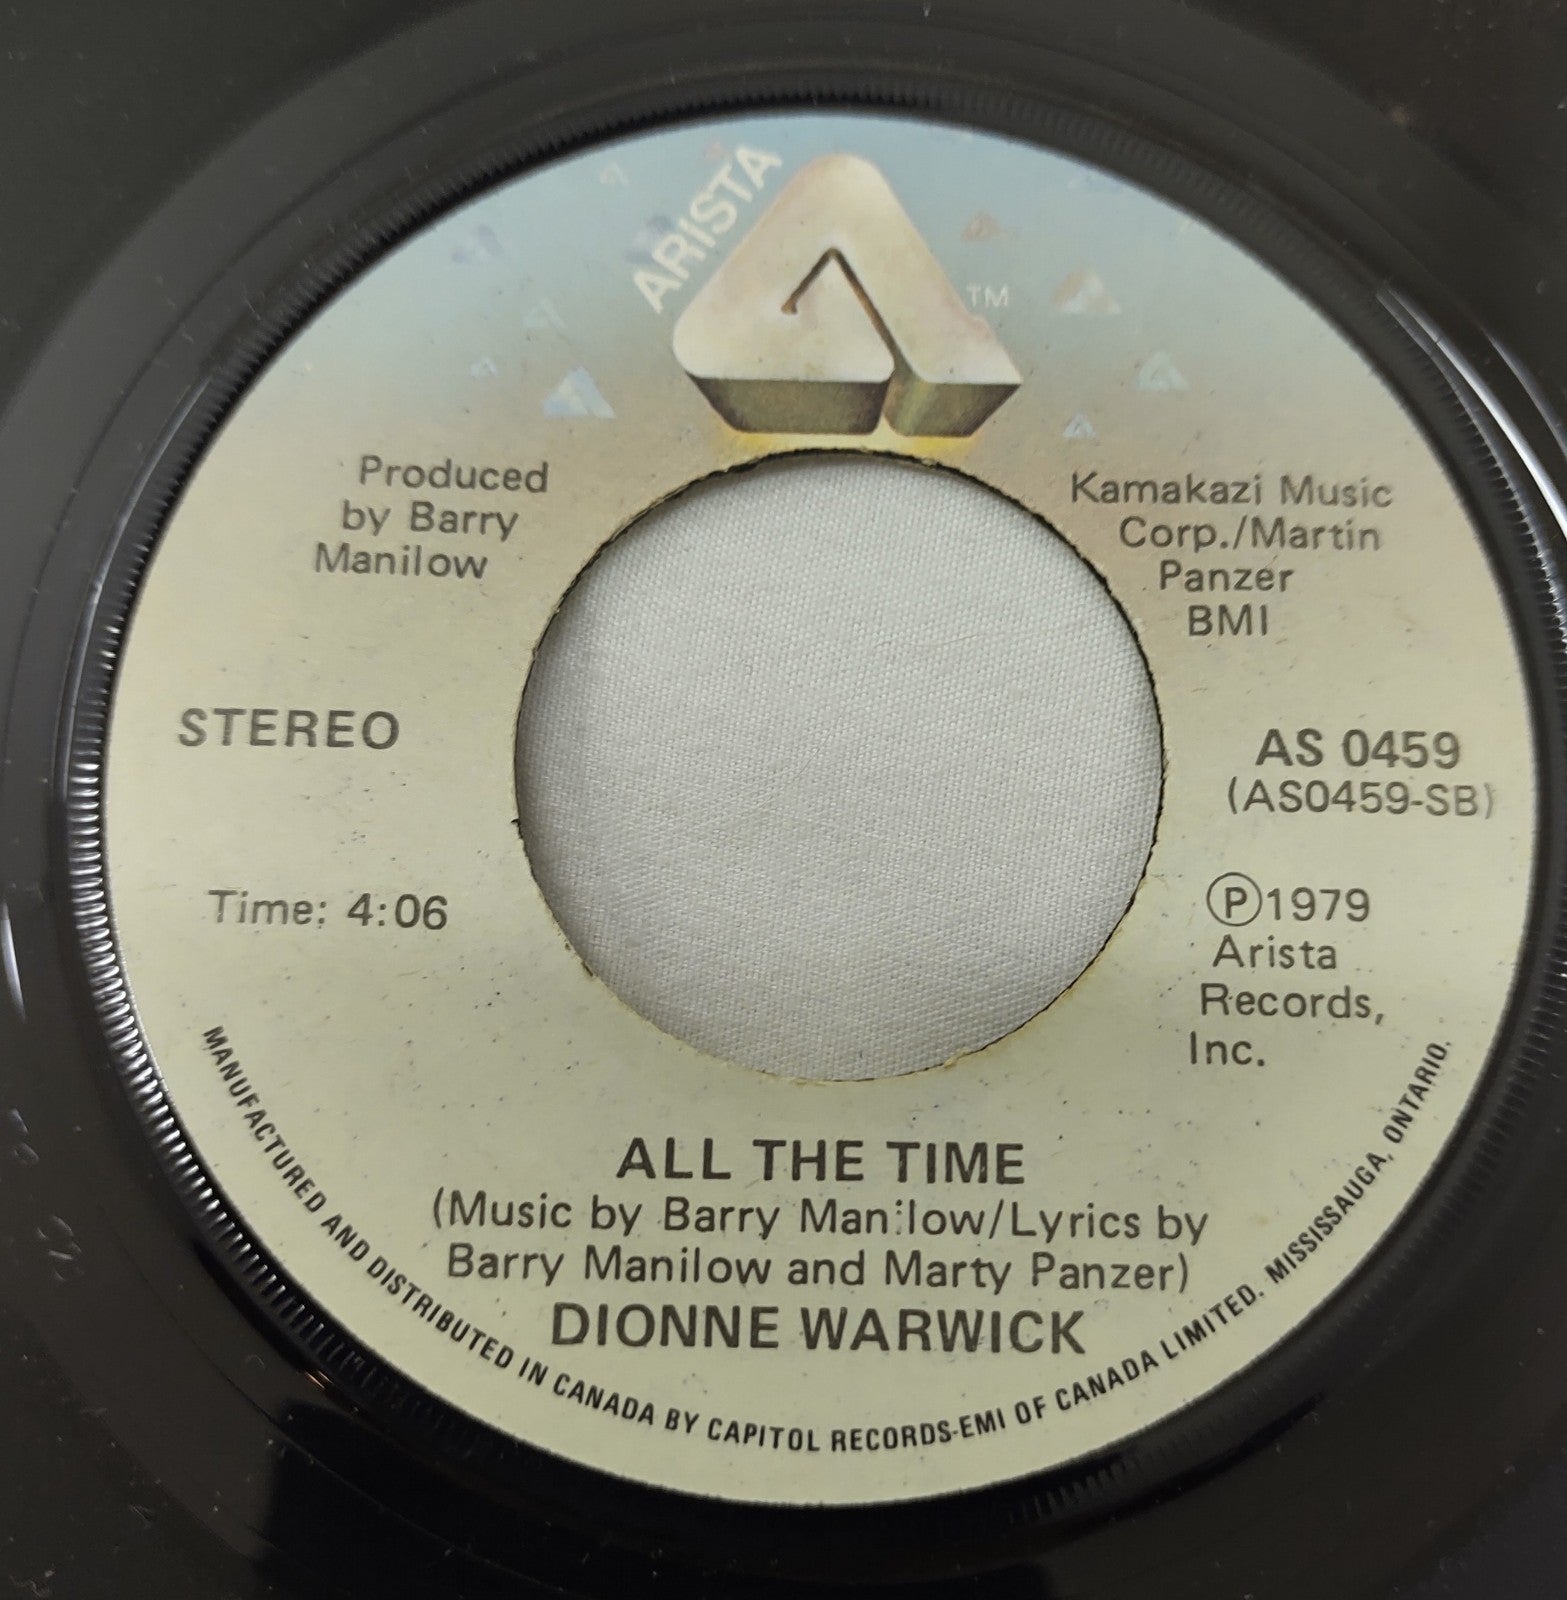 ARISTA
TM
Produced
by Barry
Manilow
Kamakazi Music
Corp./Martin
Panzer
BMI
STEREO
AS 0459
(AS0459-SB)
Time: 4:06
Ⓟ1979
Arista
Records,
Inc.
ALL THE TIME
(Music by Barry Manilow/Lyrics by
Barry Manilow and Marty Panzer)
DIONNE WARWICK
MANUFACTURED AND DISTRIBUTED IN CANADA BY CAPITOL RECORDS-EMI OF CANADA LIMITED. MISSISSAUGA, ONTARIO.